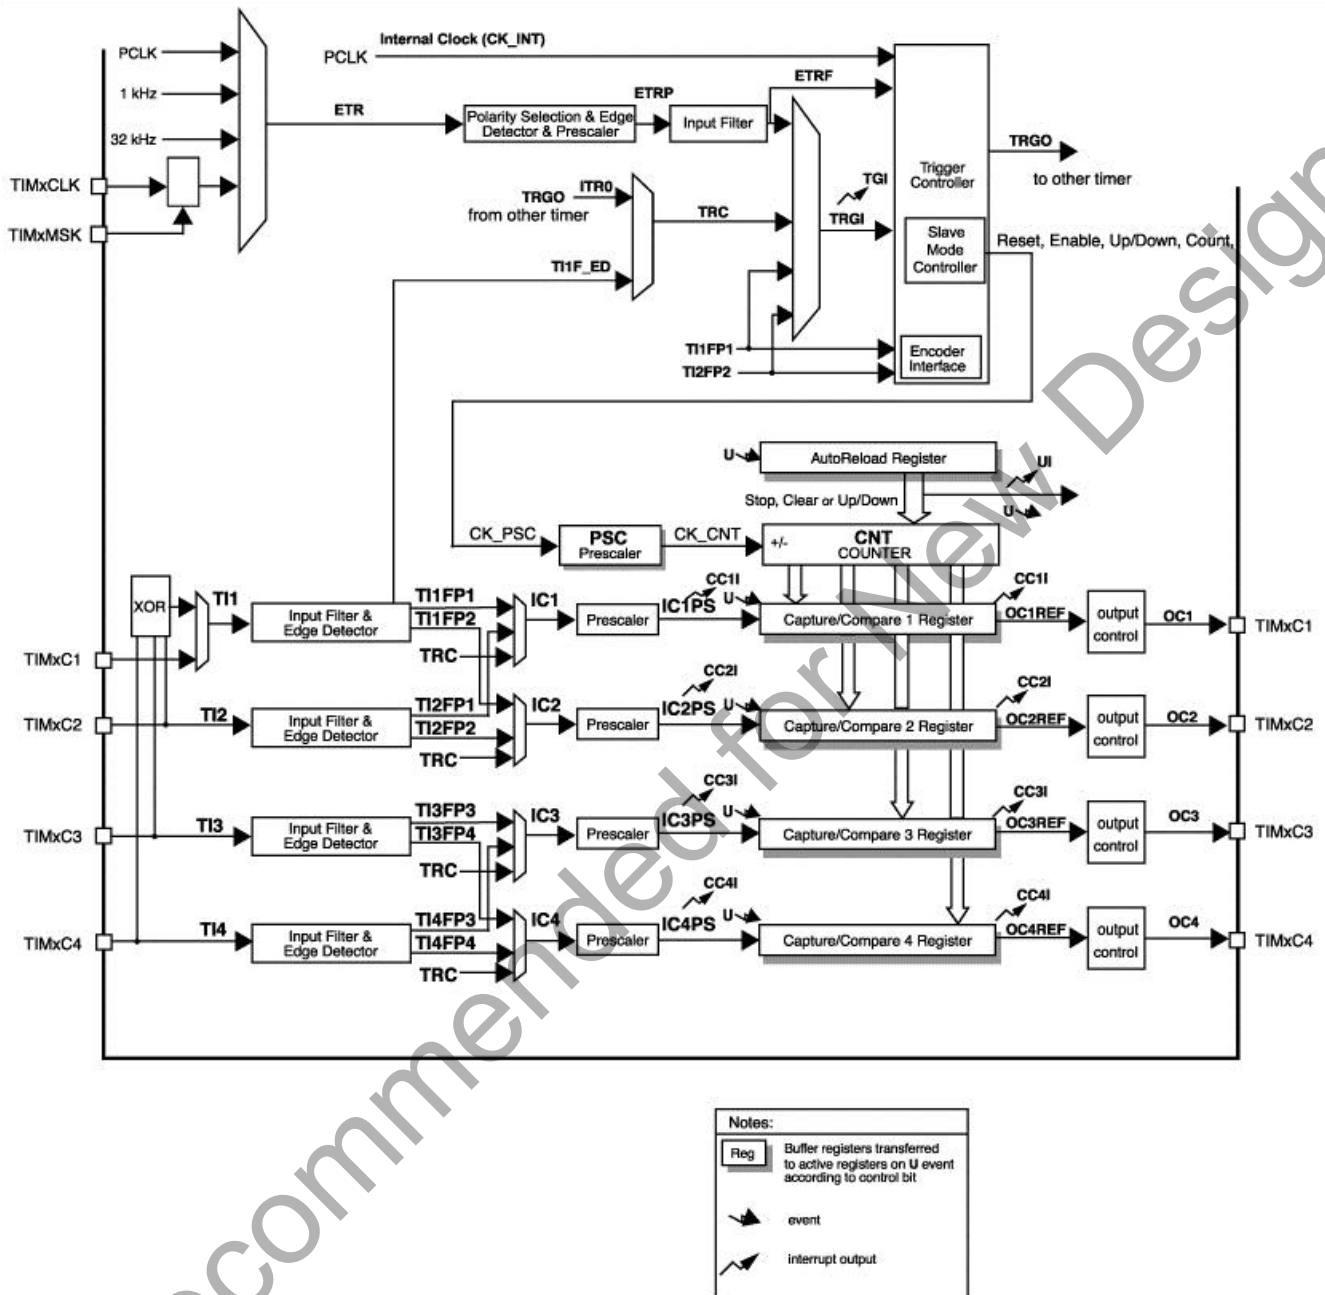 PCLK
1 kHz
32 kHz
TIMxCLK
TIMxMSK
ETR
Internal Clock (CK_INT)
PCLK
ETRP
ETRF
Polarity Selection & Edge
Detector & Prescaler
Input Filter
TRGO
from other timer
ITR0
TI1F_ED
TRC
TGI
TRGI
Trigger
Controller
Slave
Mode
Controller
Encoder
Interface
TRGO
to other timer
Reset, Enable, Up/Down, Count,
TI1FP1
TI2FP2
U
AutoReload Register
UI
Stop, Clear or Up/Down
U
CK_PSC
PSC
Prescaler
CK_CNT
+/-
CNT
COUNTER
XOR
TI1
Input Filter &
Edge Detector
TI1FP1
TI1FP2
TRC
IC1
Prescaler
CC1I
IC1PS
U
Capture/Compare 1 Register
CC1I
OC1REF
output
control
OC1
TIMxC1
TIMxC1
TIMxC2
TI2
Input Filter &
Edge Detector
TI2FP1
TI2FP2
TRC
IC2
Prescaler
CC2I
IC2PS
U
Capture/Compare 2 Register
CC2I
OC2REF
output
control
OC2
TIMxC2
TIMxC3
TI3
Input Filter &
Edge Detector
TI3FP3
TI3FP4
TRC
IC3
Prescaler
CC3I
IC3PS
U
Capture/Compare 3 Register
CC3I
OC3REF
output
control
OC3
TIMxC3
TIMxC4
TI4
Input Filter &
Edge Detector
TI4FP3
TI4FP4
TRC
IC4
Prescaler
CC4I
IC4PS
U
Capture/Compare 4 Register
CC4I
OC4REF
output
control
OC4
TIMxC4
Notes:
Reg
Buffer registers transferred
to active registers on U event
according to control bit
event
interrupt output
ecommended for New Design